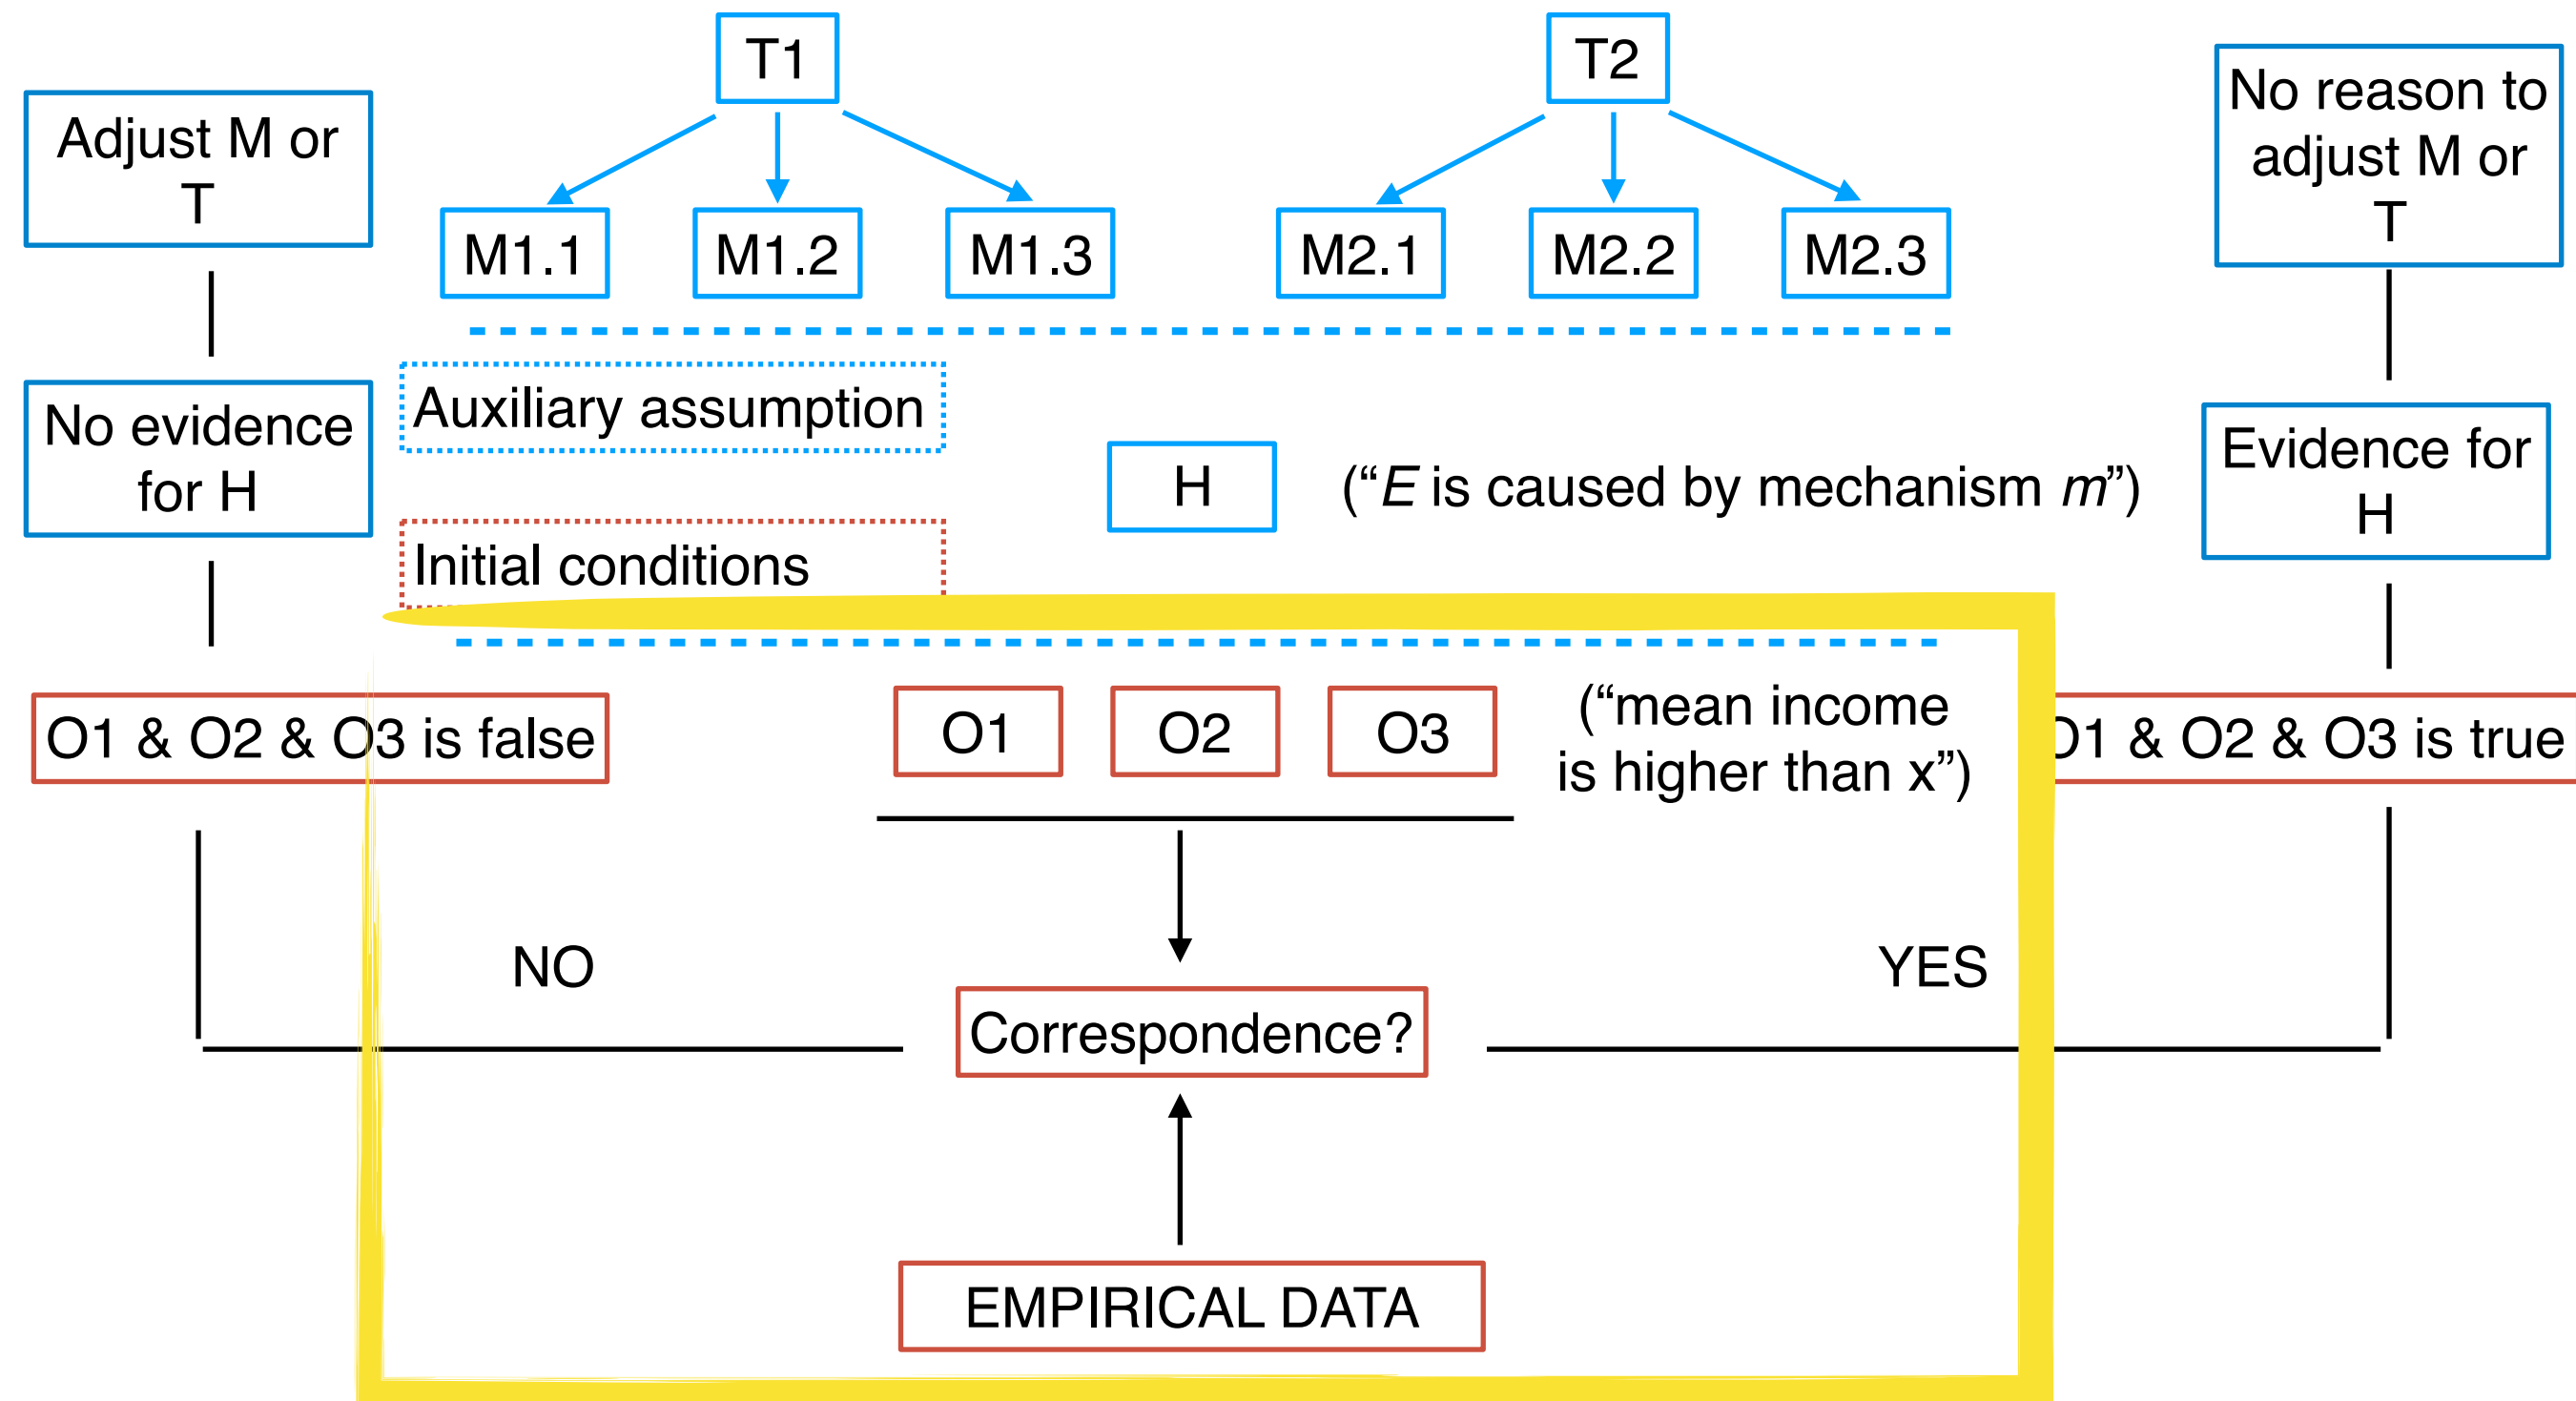 T1
T2
Adjust M or
T
No reason to
adjust M or
T
M1.1
M1.2
M1.3
M2.1
M2.2
M2.3
Auxiliary assumption
No evidence
for H
H
(“E is caused by mechanism m”)
Evidence for
H
Initial conditions
O1 & O2 & O3 is false
O1
O2
O3
(“mean income
is higher than x”)
O1 & O2 & O3 is true
NO
YES
Correspondence?
EMPIRICAL DATA